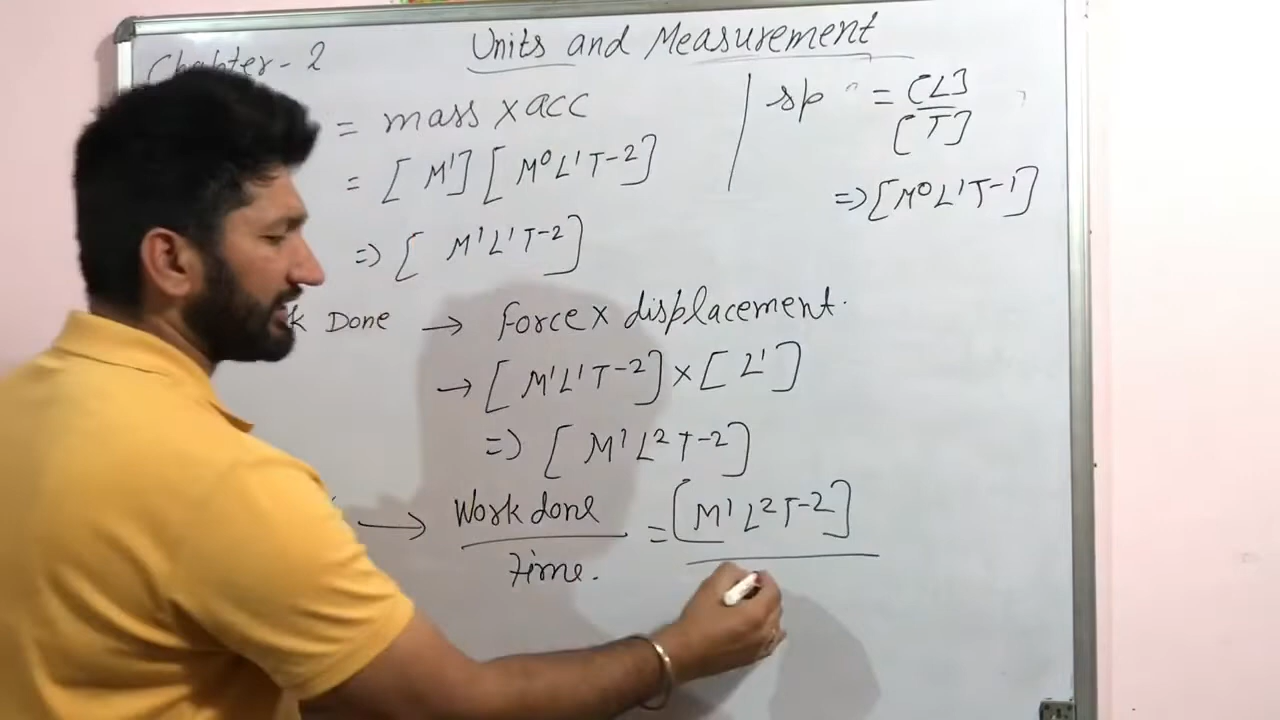 Chapter - 2
Units and Measurement
= mass x acc
= [M¹] [M⁰L¹T-2]
=> [M¹L¹T-2]
sp = [L]
[T]
=> [M⁰L¹T-1]
k Done → Force x displacement.
→ [M¹L¹T-2] x [L¹]
=> [M¹L²T-2]
→ Work done = [M¹L²T-2]
Time.